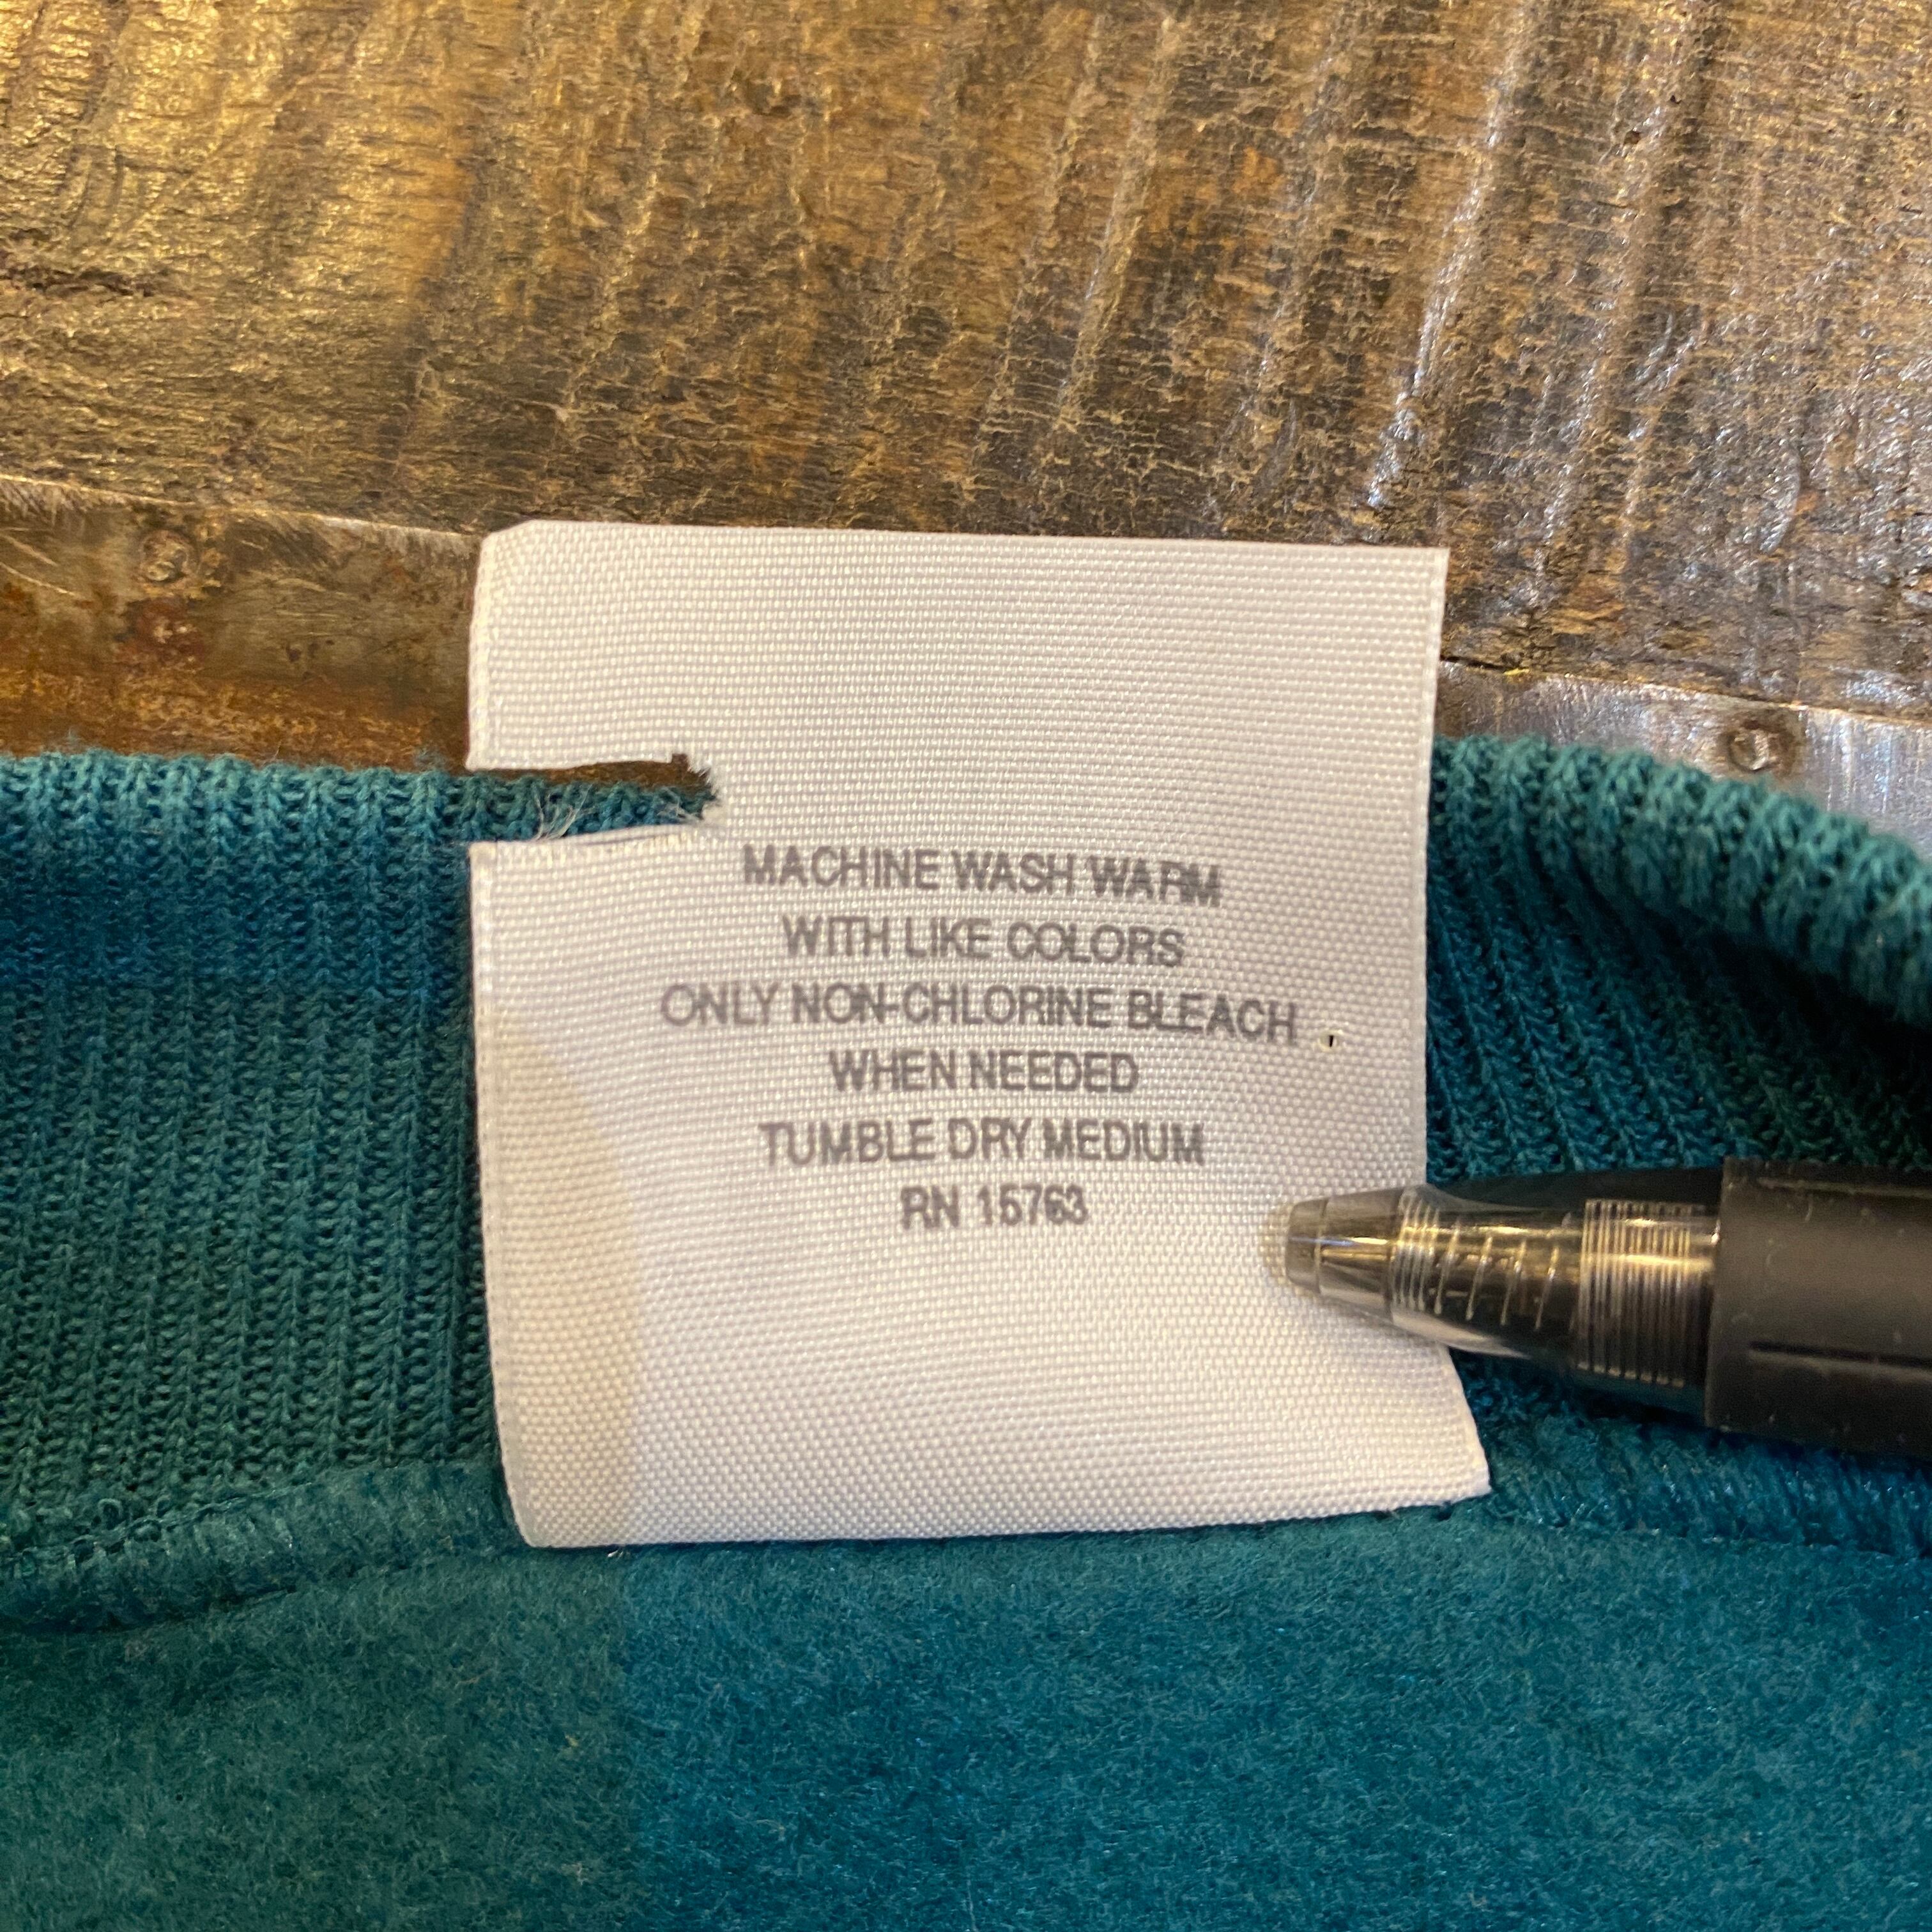 MACHINE WASH WARM
WITH LIKE COLORS
ONLY NON-CHLORINE BLEACH
WHEN NEEDED
TUMBLE DRY MEDIUM
RN 15763